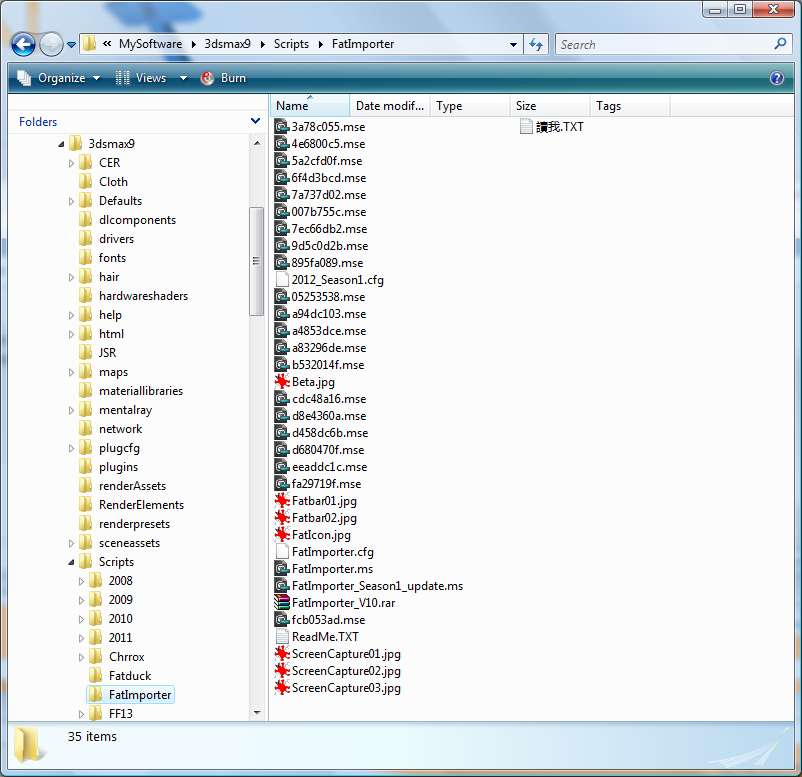 « MySoftware ▸ 3dsmax9 ▸ Scripts ▸ FatImporter
Search
Organize Views Burn
Folders
3dsmax9
CER
Cloth
Defaults
dlcomponents
drivers
fonts
hair
hardwareshaders
help
html
JSR
maps
materiallibraries
mentalray
network
plugcfg
plugins
renderAssets
RenderElements
renderpresets
sceneassets
Scripts
2008
2009
2010
2011
Chrrox
Fatduck
FatImporter
FF13
Name Date modif... Type Size Tags
3a78c055.mse
4e6800c5.mse
5a2cfd0f.mse
6f4d3bcd.mse
7a737d02.mse
007b755c.mse
7ec66db2.mse
9d5c0d2b.mse
895fa089.mse
2012_Season1.cfg
05253538.mse
a94dc103.mse
a4853dce.mse
a83296de.mse
b532014f.mse
Beta.jpg
cdc48a16.mse
d8e4360a.mse
d458dc6b.mse
d680470f.mse
eeaddc1c.mse
fa29719f.mse
Fatbar01.jpg
Fatbar02.jpg
FatIcon.jpg
FatImporter.cfg
FatImporter.ms
FatImporter_Season1_update.ms
FatImporter_V10.rar
fcb053ad.mse
ReadMe.TXT
ScreenCapture01.jpg
ScreenCapture02.jpg
ScreenCapture03.jpg
讀我.TXT
35 items